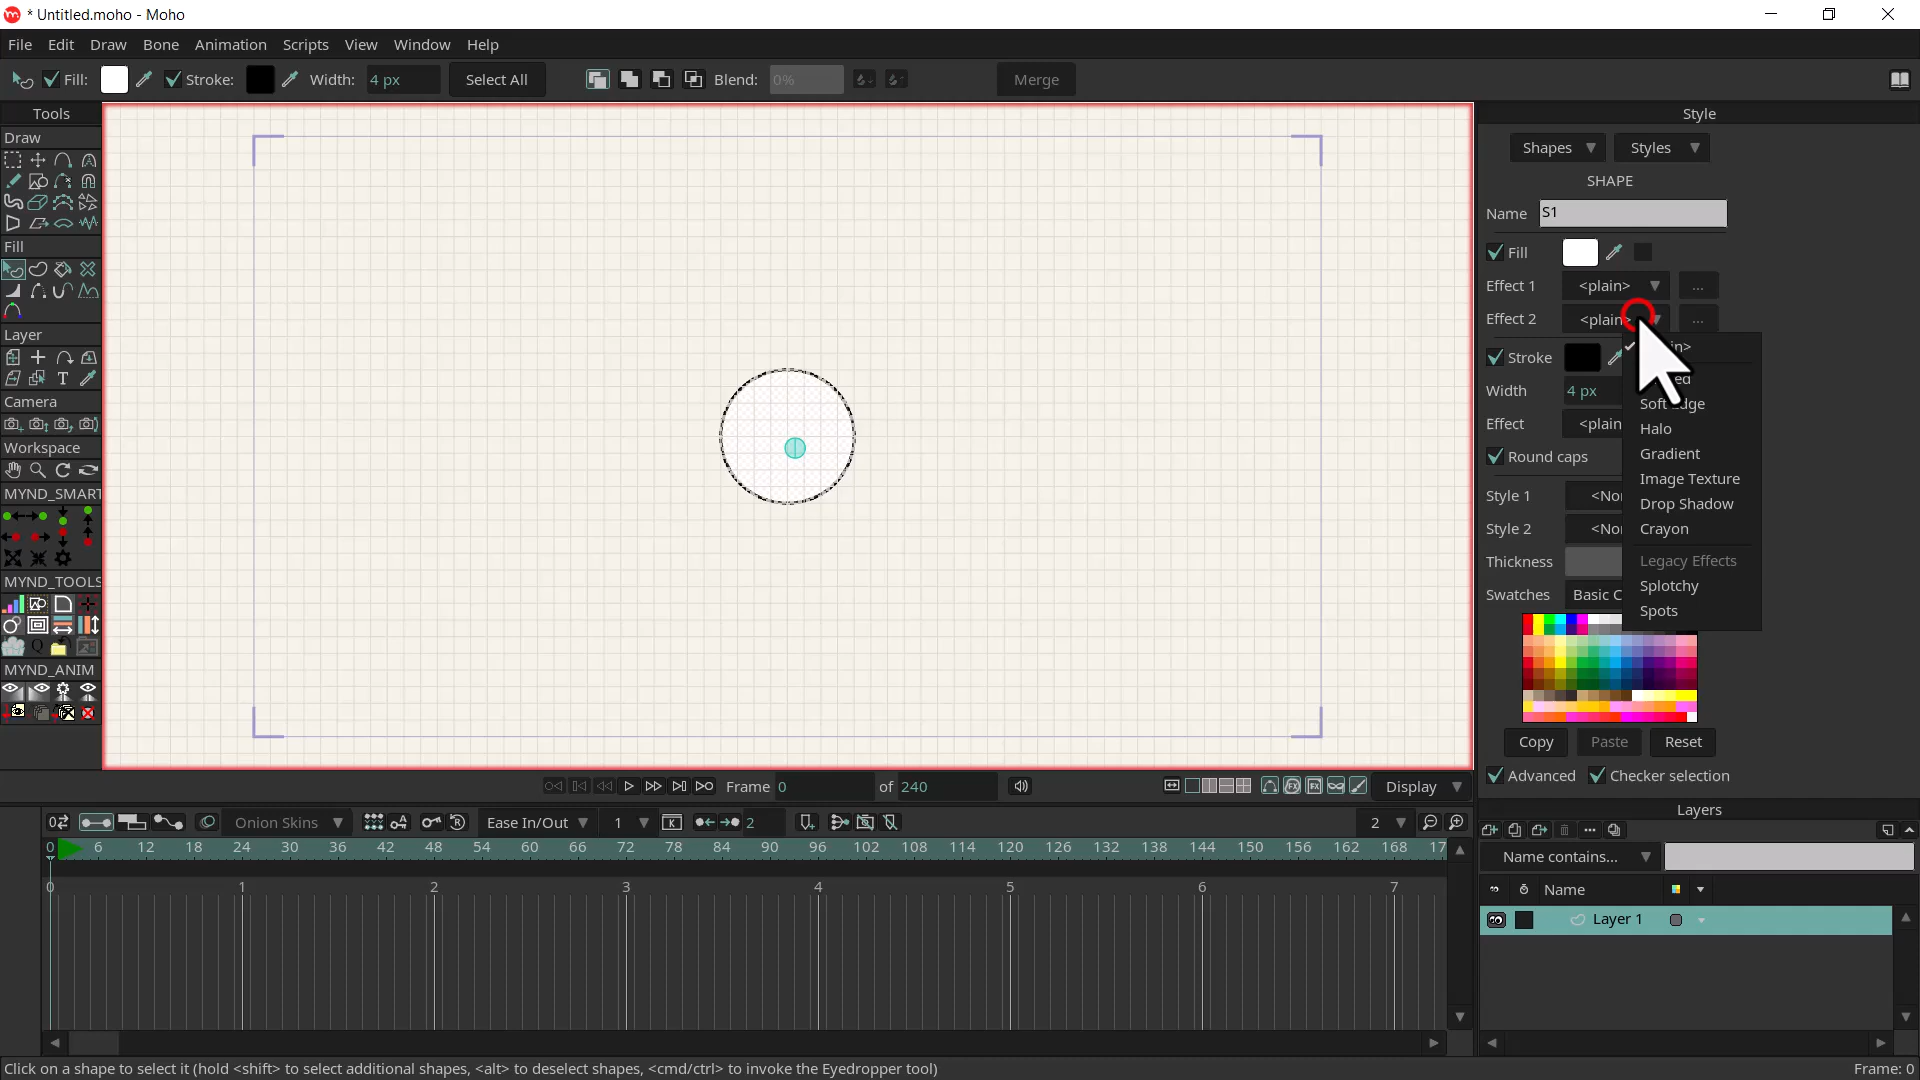 * Untitled.moho - Moho
File Edit Draw Bone Animation Scripts View Window Help
Fill: Stroke: Width: 4 px Select All Blend: 0% Merge
Tools
Draw
Fill
Layer
Camera
Workspace
MYND_SMART
MYND_TOOLS
MYND_ANIM
Style
Shapes Styles
SHAPE
Name S1
Fill
Effect 1 <plain> ...
Effect 2 <plain> ...
Stroke
Width 4 px
Effect <plain
Round caps
Style 1 <No
Style 2 <No
Thickness
Swatches Basic C
Soft Edge
Halo
Gradient
Image Texture
Drop Shadow
Crayon
Legacy Effects
Splotchy
Spots
Copy Paste Reset
Advanced Checker selection
Frame 0 of 240 Display
Onion Skins Ease In/Out 1 2 2
0 6 12 18 24 30 36 42 48 54 60 66 72 78 84 90 96 102 108 114 120 126 132 138 144 150 156 162 168 17
0 1 2 3 4 5 6 7
Layers
Name contains...
Name
Layer 1
Click on a shape to select it (hold <shift> to select additional shapes, <alt> to deselect shapes, <cmd/ctrl> to invoke the Eyedropper tool)
Frame: 0